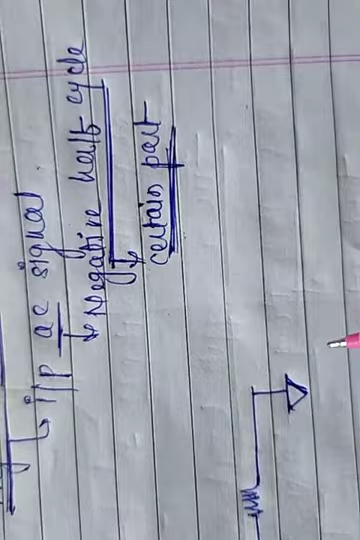 ↳ i/p ac signal
↳ Negative half cycle
↳ certain part